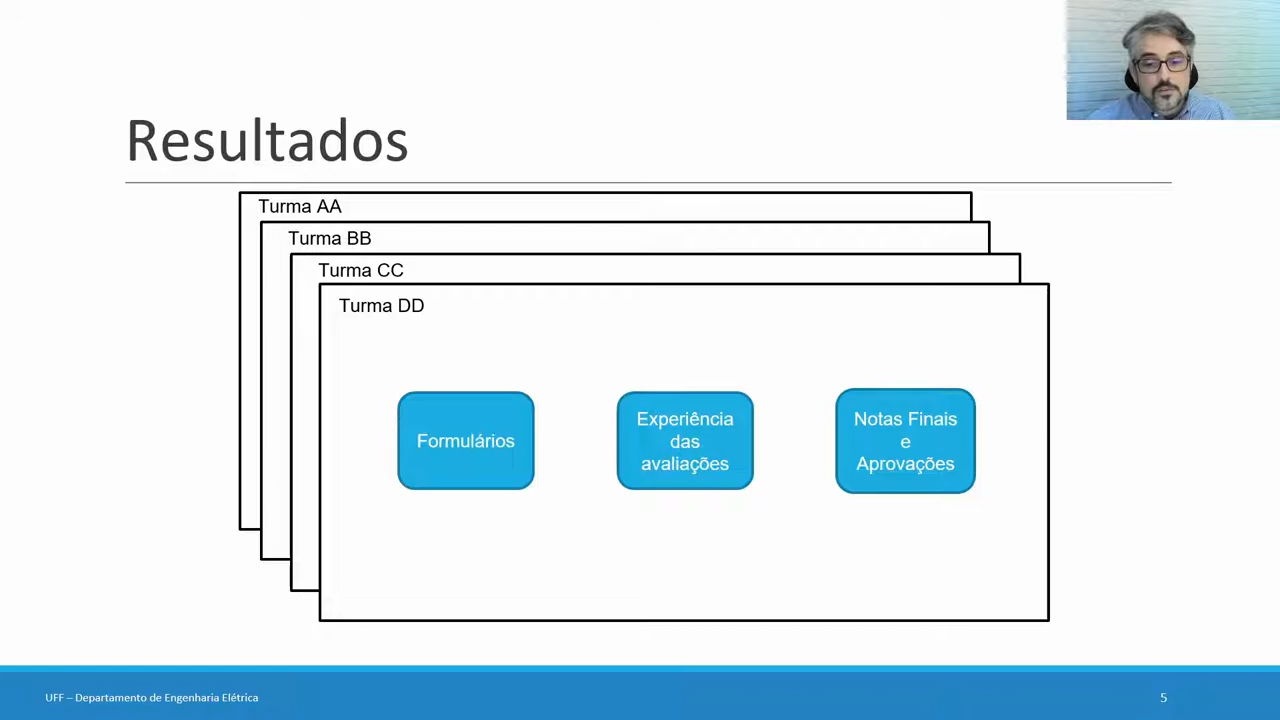 Resultados
Turma AA
Turma BB
Turma CC
Turma DD
Formulários
Experiência
das
avaliações
Notas Finais
e
Aprovações
UFF – Departamento de Engenharia Elétrica
5